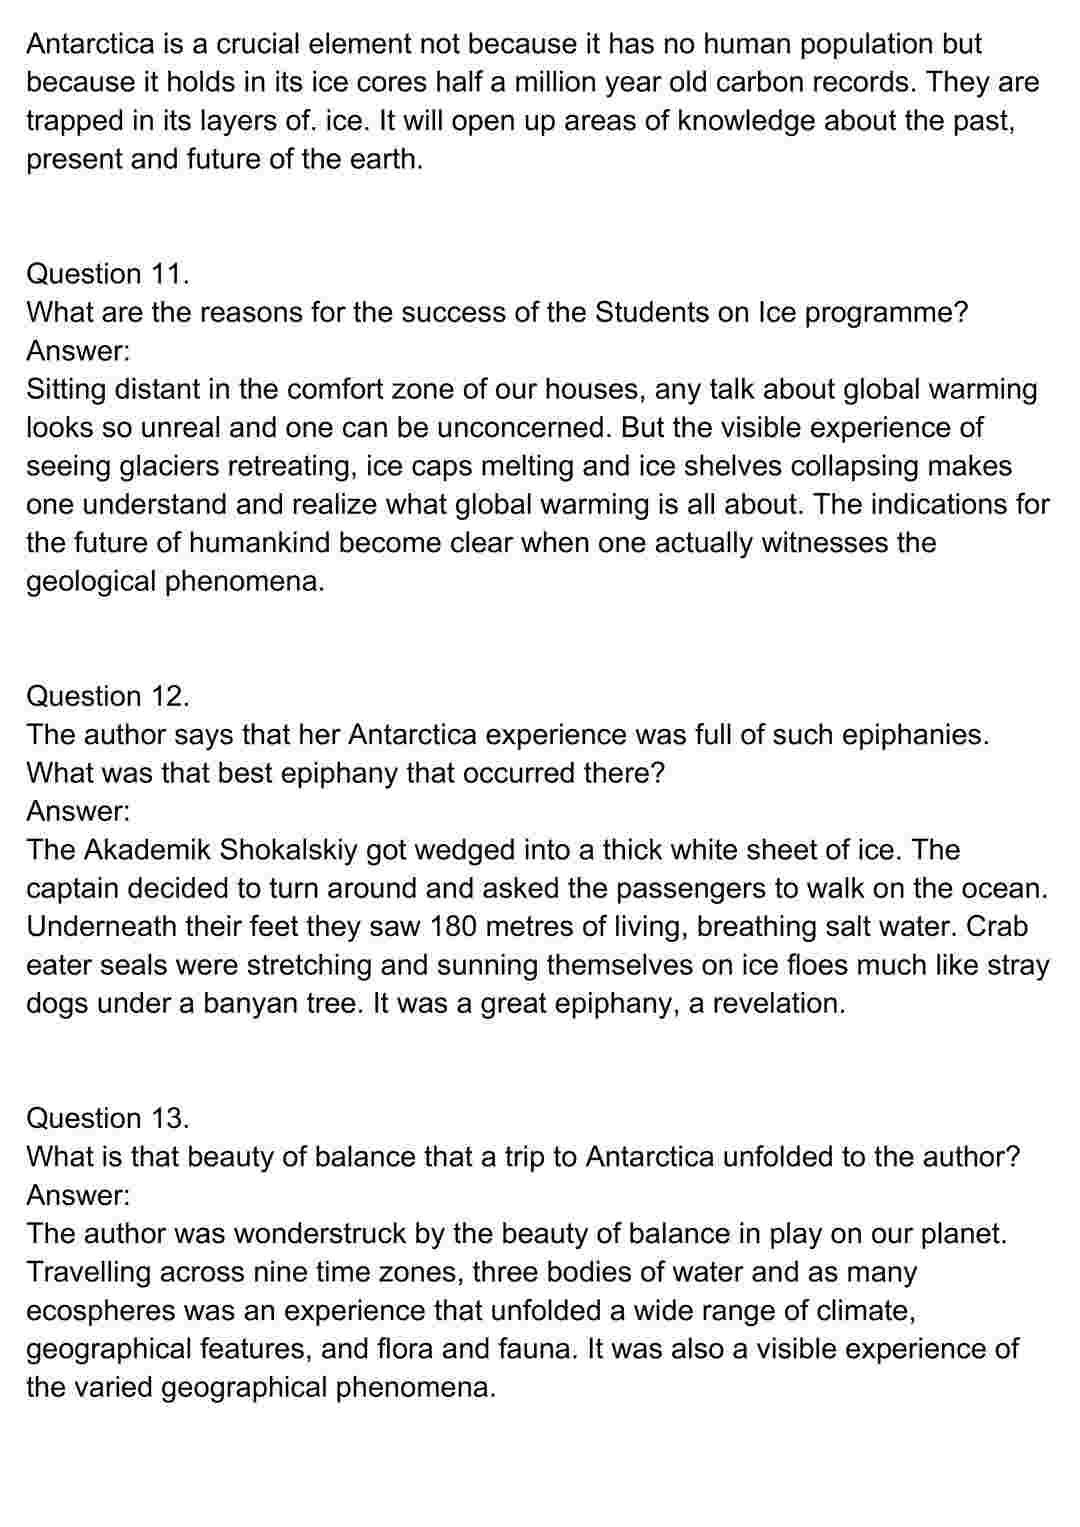 Antarctica is a crucial element not because it has no human population but
because it holds in its ice cores half a million year old carbon records. They are
trapped in its layers of. ice. It will open up areas of knowledge about the past,
present and future of the earth.
Question 11.
What are the reasons for the success of the Students on Ice programme?
Answer:
Sitting distant in the comfort zone of our houses, any talk about global warming
looks so unreal and one can be unconcerned. But the visible experience of
seeing glaciers retreating, ice caps melting and ice shelves collapsing makes
one understand and realize what global warming is all about. The indications for
the future of humankind become clear when one actually witnesses the
geological phenomena.
Question 12.
The author says that her Antarctica experience was full of such epiphanies.
What was that best epiphany that occurred there?
Answer:
The Akademik Shokalskiy got wedged into a thick white sheet of ice. The
captain decided to turn around and asked the passengers to walk on the ocean.
Underneath their feet they saw 180 metres of living, breathing salt water. Crab
eater seals were stretching and sunning themselves on ice floes much like stray
dogs under a banyan tree. It was a great epiphany, a revelation.
Question 13.
What is that beauty of balance that a trip to Antarctica unfolded to the author?
Answer:
The author was wonderstruck by the beauty of balance in play on our planet.
Travelling across nine time zones, three bodies of water and as many
ecospheres was an experience that unfolded a wide range of climate,
geographical features, and flora and fauna. It was also a visible experience of
the varied geographical phenomena.